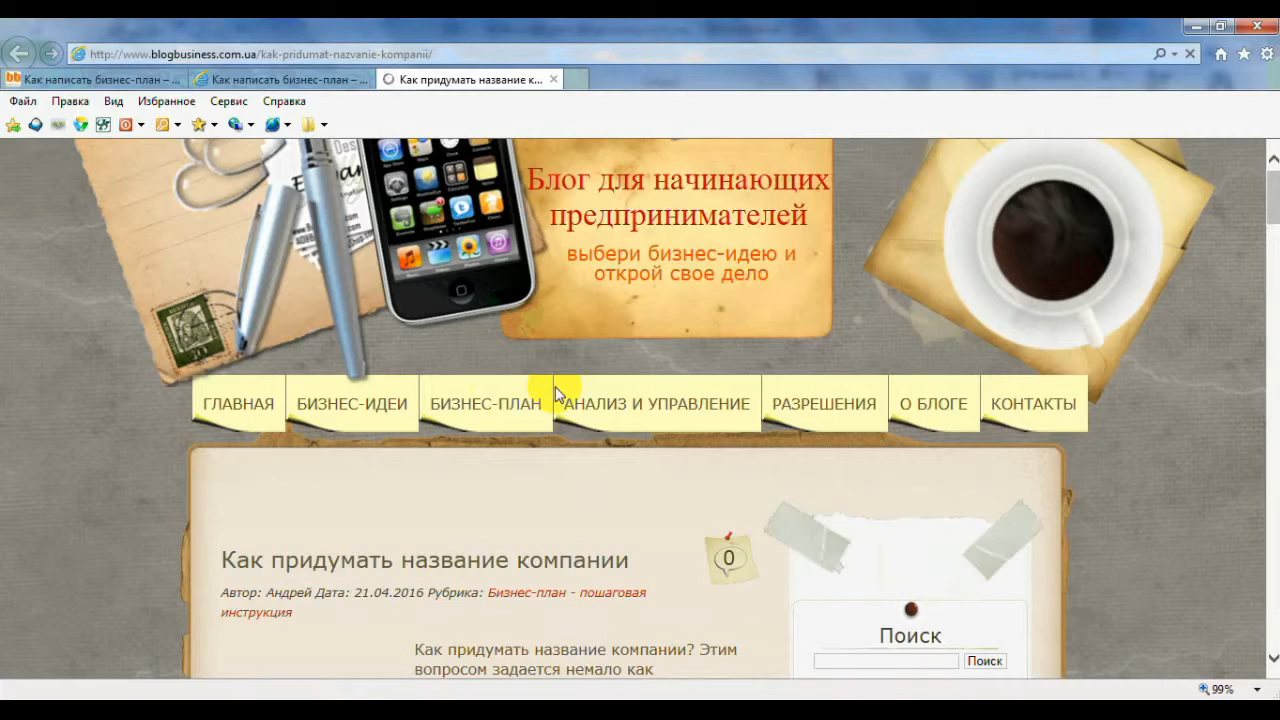 http://www.blogbusiness.com.ua/kak-pridumat-nazvanie-kompanii/
Как написать бизнес-план – ...
Как написать бизнес-план – ...
Как придумать название к...
Файл Правка Вид Избранное Сервис Справка
Блог для начинающих
предпринимателей
выбери бизнес-идею и
открой свое дело
ГЛАВНАЯ БИЗНЕС-ИДЕИ БИЗНЕС-ПЛАН АНАЛИЗ И УПРАВЛЕНИЕ РАЗРЕШЕНИЯ О БЛОГЕ КОНТАКТЫ
Как придумать название компании
0
Автор: Андрей Дата: 21.04.2016 Рубрика: Бизнес-план - пошаговая
инструкция
Как придумать название компании? Этим
вопросом задается немало как
Поиск
Поиск
99%